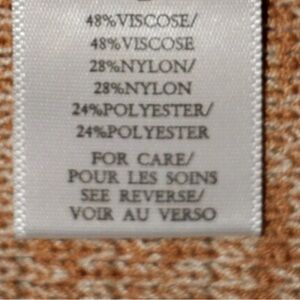 48%VISCOSE/
48%VISCOSE
28%NYLON/
28%NYLON
24%POLYESTER/
24%POLYESTER
FOR CARE/
POUR LES SOINS
SEE REVERSE/
VOIR AU VERSO